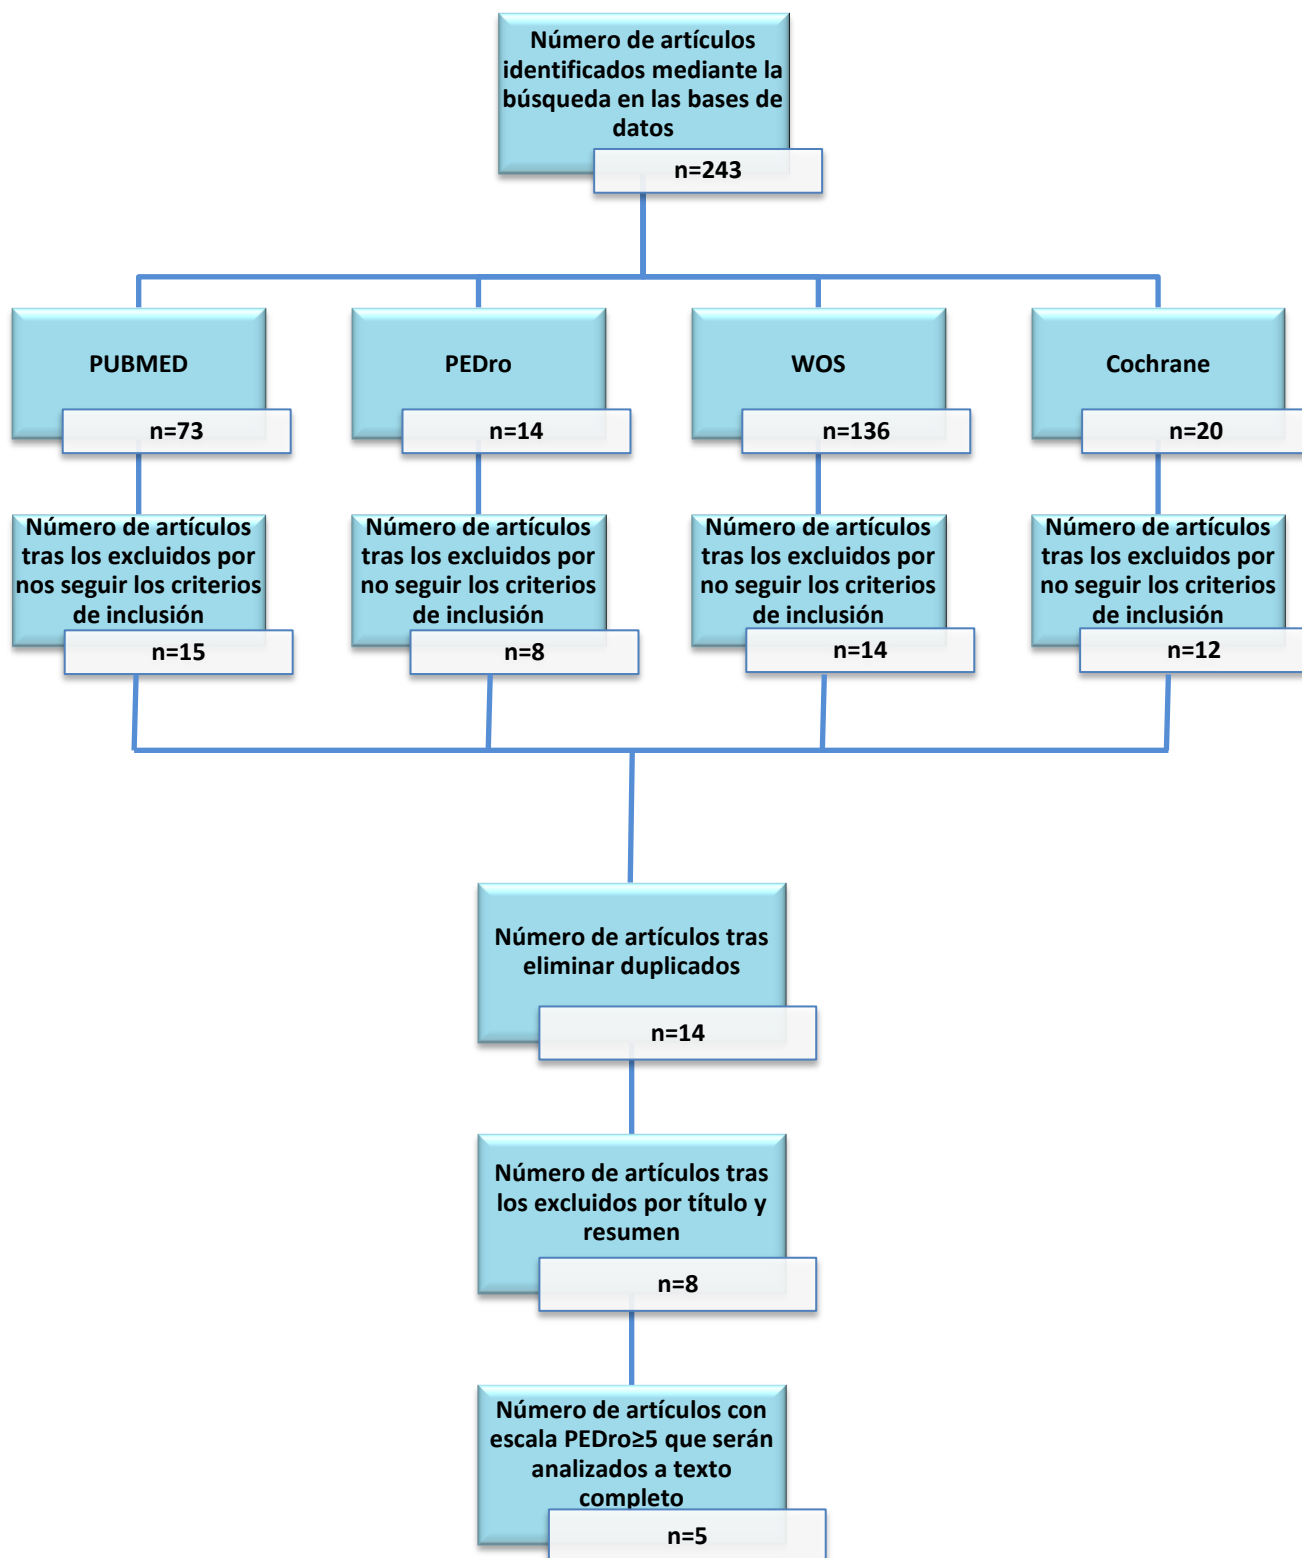 Número de artículos
identificados mediante la
búsqueda en las bases de
datos
n=243
PUBMED
n=73
PEDro
n=14
WOS
n=136
Cochrane
n=20
Número de artículos
tras los excluidos por
nos seguir los criterios
de inclusión
n=15
Número de artículos
tras los excluidos por
no seguir los criterios
de inclusión
n=8
Número de artículos
tras los excluidos por
no seguir los criterios
de inclusión
n=14
Número de artículos
tras los excluidos por
no seguir los criterios
de inclusión
n=12
Número de artículos tras
eliminar duplicados
n=14
Número de artículos tras
los excluidos por título y
resumen
n=8
Número de artículos con
escala PEDro≥5 que serán
analizados a texto
completo
n=5